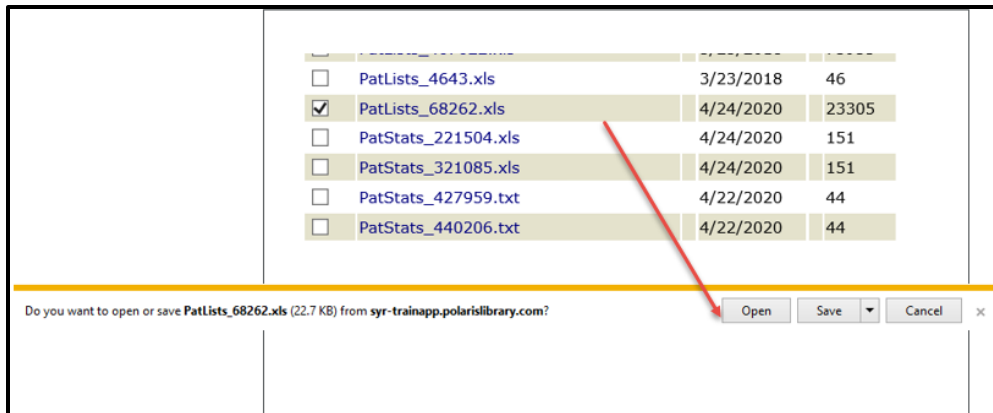 PatLists_4643.xls 3/23/2018 46
PatLists_68262.xls 4/24/2020 23305
PatStats_221504.xls 4/24/2020 151
PatStats_321085.xls 4/24/2020 151
PatStats_427959.txt 4/22/2020 44
PatStats_440206.txt 4/22/2020 44
Do you want to open or save PatLists_68262.xls (22.7 KB) from syr-trainapp.polarislibrary.com? Open Save Cancel